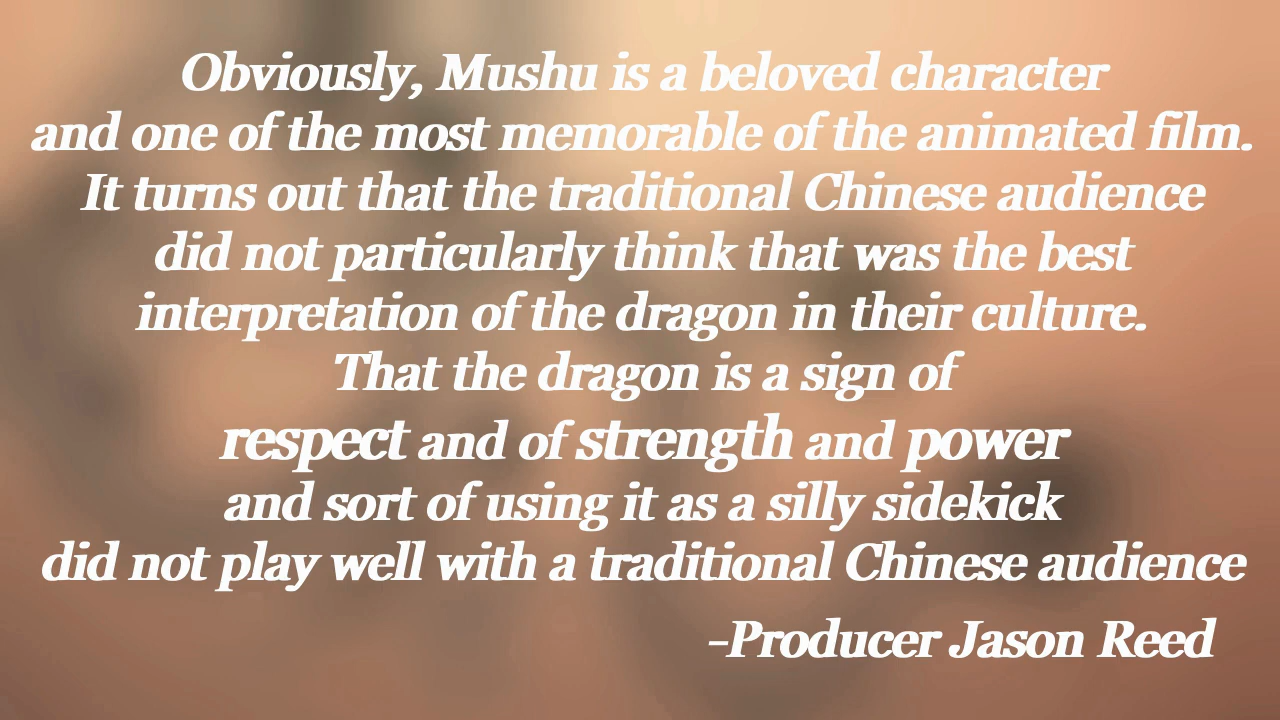 Obviously, Mushu is a beloved character
and one of the most memorable of the animated film.
It turns out that the traditional Chinese audience
did not particularly think that was the best
interpretation of the dragon in their culture.
That the dragon is a sign of
respect and of strength and power
and sort of using it as a silly sidekick
did not play well with a traditional Chinese audience
-Producer Jason Reed